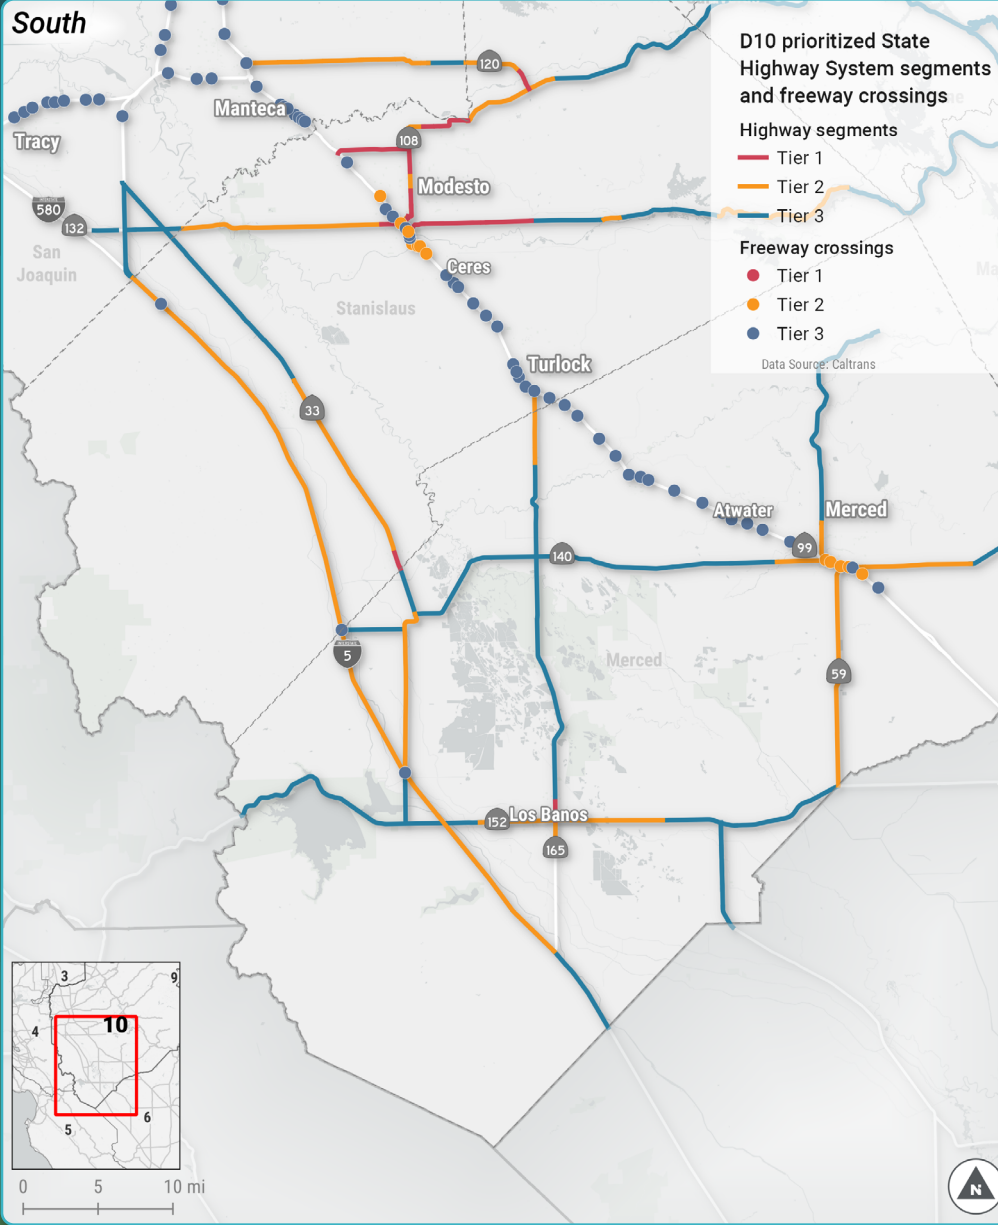 South
D10 prioritized State
Highway System segments
and freeway crossings
Highway segments
Tier 1
Tier 2
Tier 3
Freeway crossings
Tier 1
Tier 2
Tier 3
Data Source: Caltrans
120
Manteca
Tracy
108
Modesto
580
132
San
Joaquin
Ceres
Stanislaus
Turlock
33
Atwater
Merced
99
140
5
Merced
59
152
Los Banos
165
3
9
10
4
6
5
0
5
10 mi
N